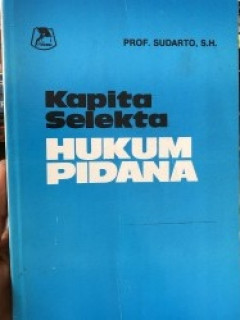 PROF. SUDARTO, S.H.
Kapita
Selekta
HUKUM
PIDANA